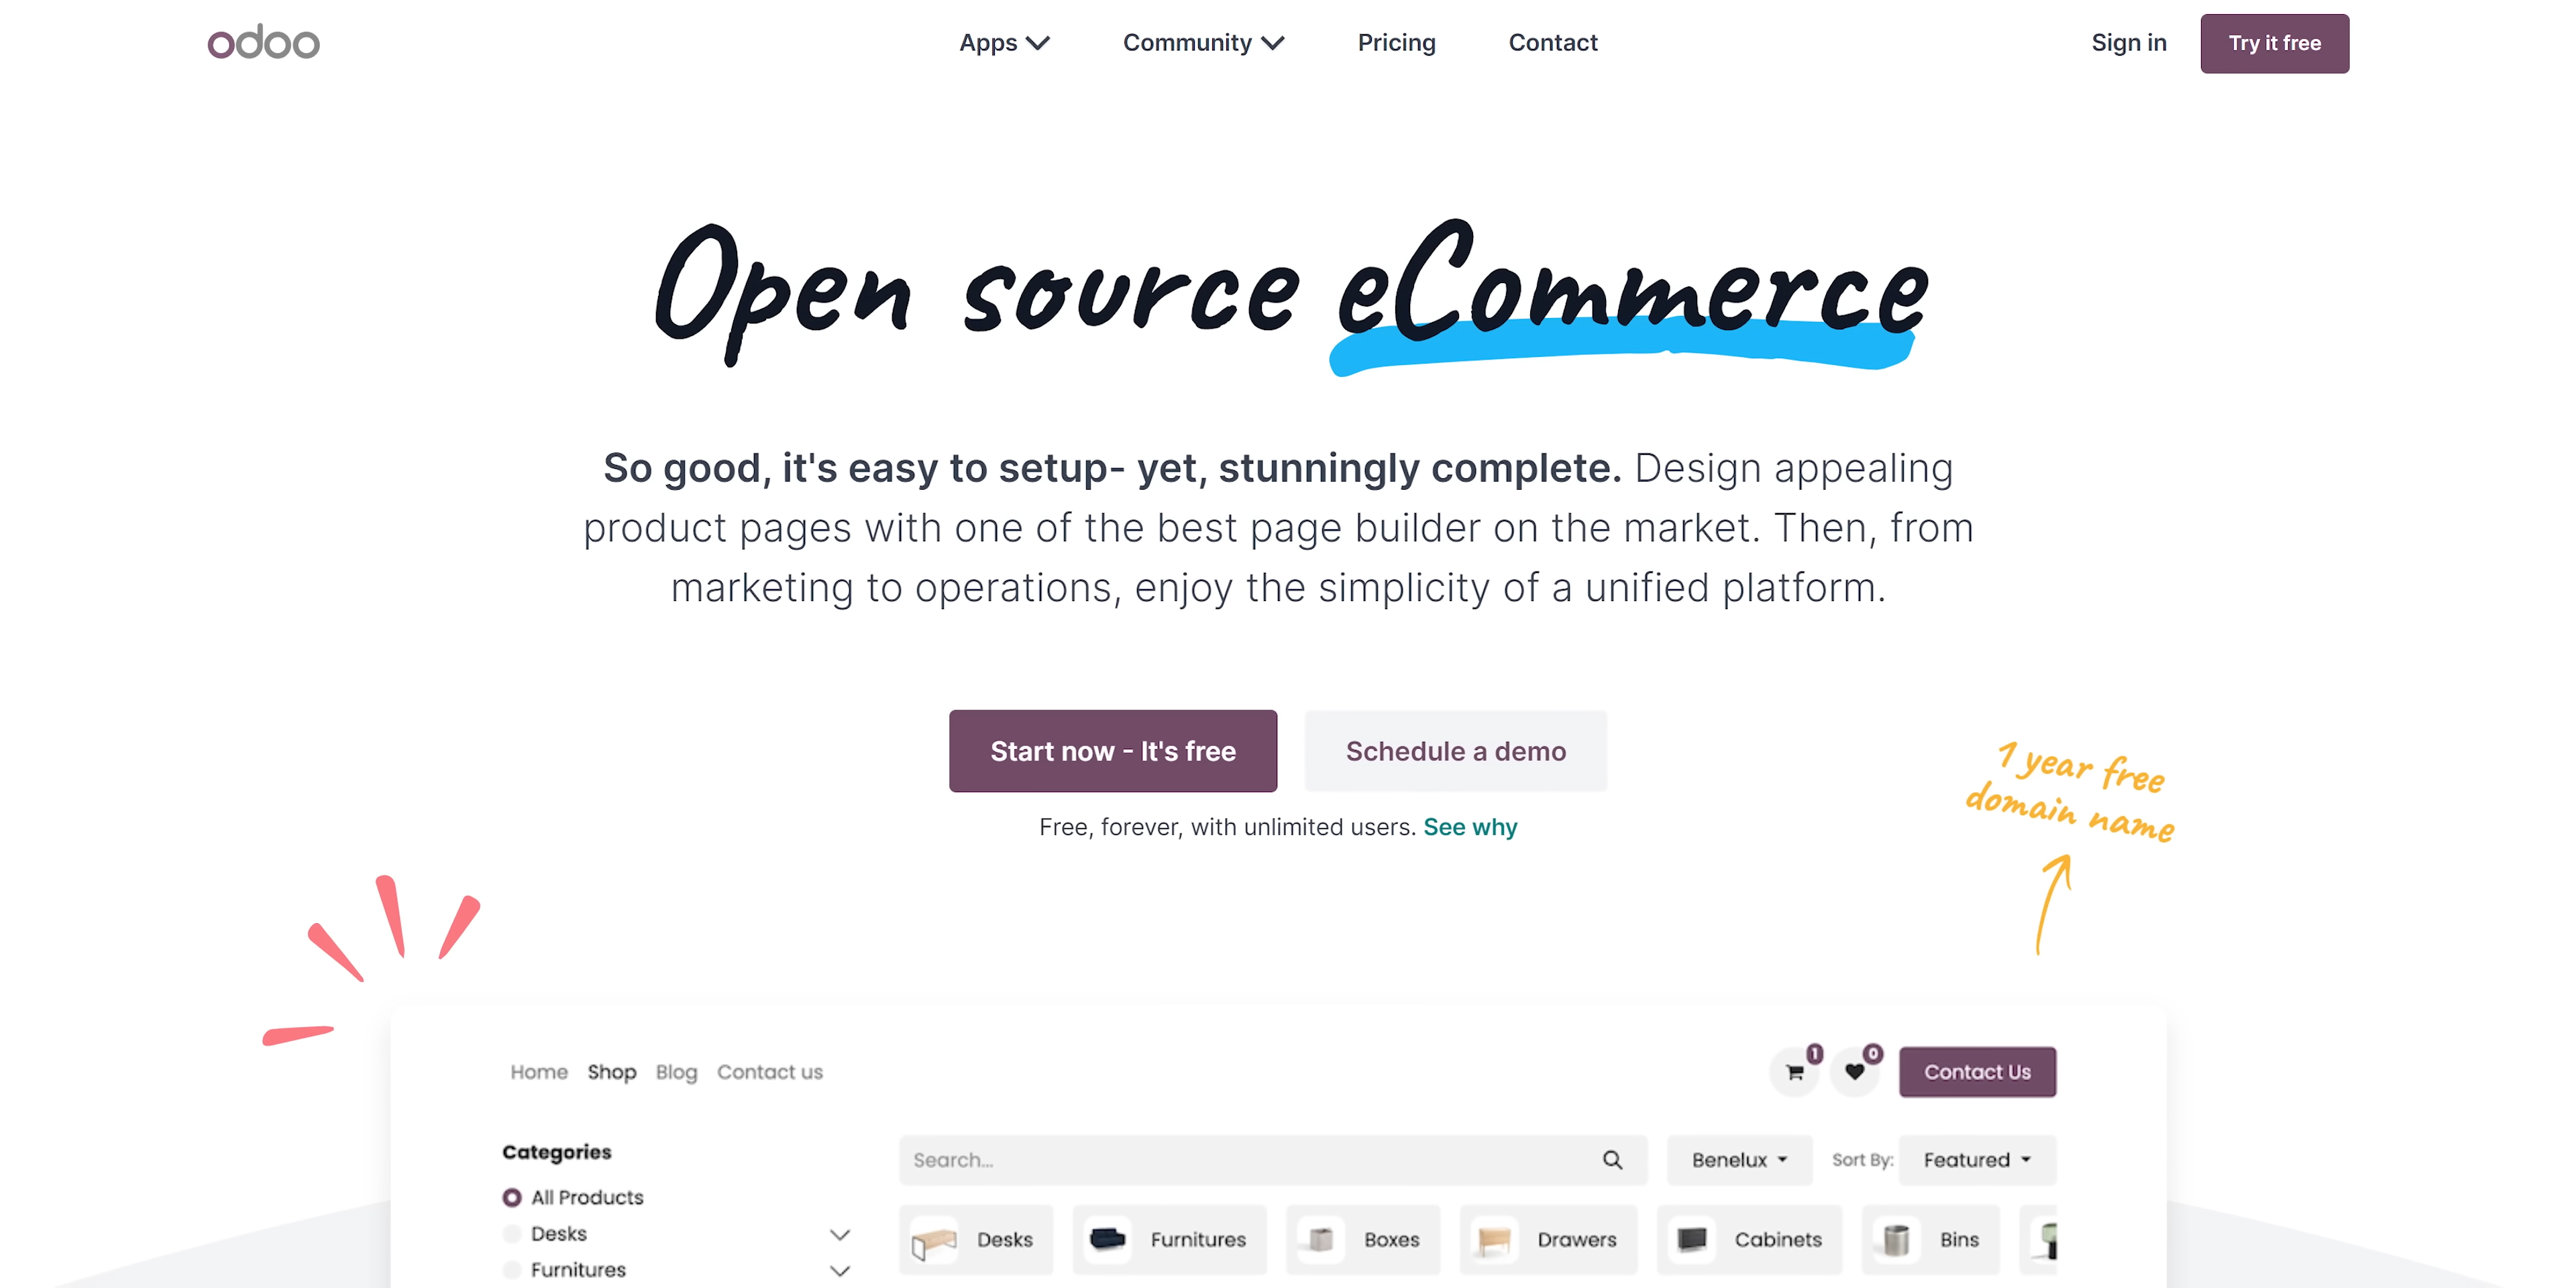 odoo
Apps
Community
Pricing
Contact
Sign in
Try it free
Open source eCommerce
So good, it's easy to setup- yet, stunningly complete. Design appealing
product pages with one of the best page builder on the market. Then, from
marketing to operations, enjoy the simplicity of a unified platform.
Start now - It's free
Schedule a demo
Free, forever, with unlimited users. See why
1 year free
domain name
Home Shop Blog Contact us
1
0
Contact Us
Categories
Search...
Benelux
Sort By: Featured
All Products
Desks
Furnitures
Desks
Furnitures
Boxes
Drawers
Cabinets
Bins